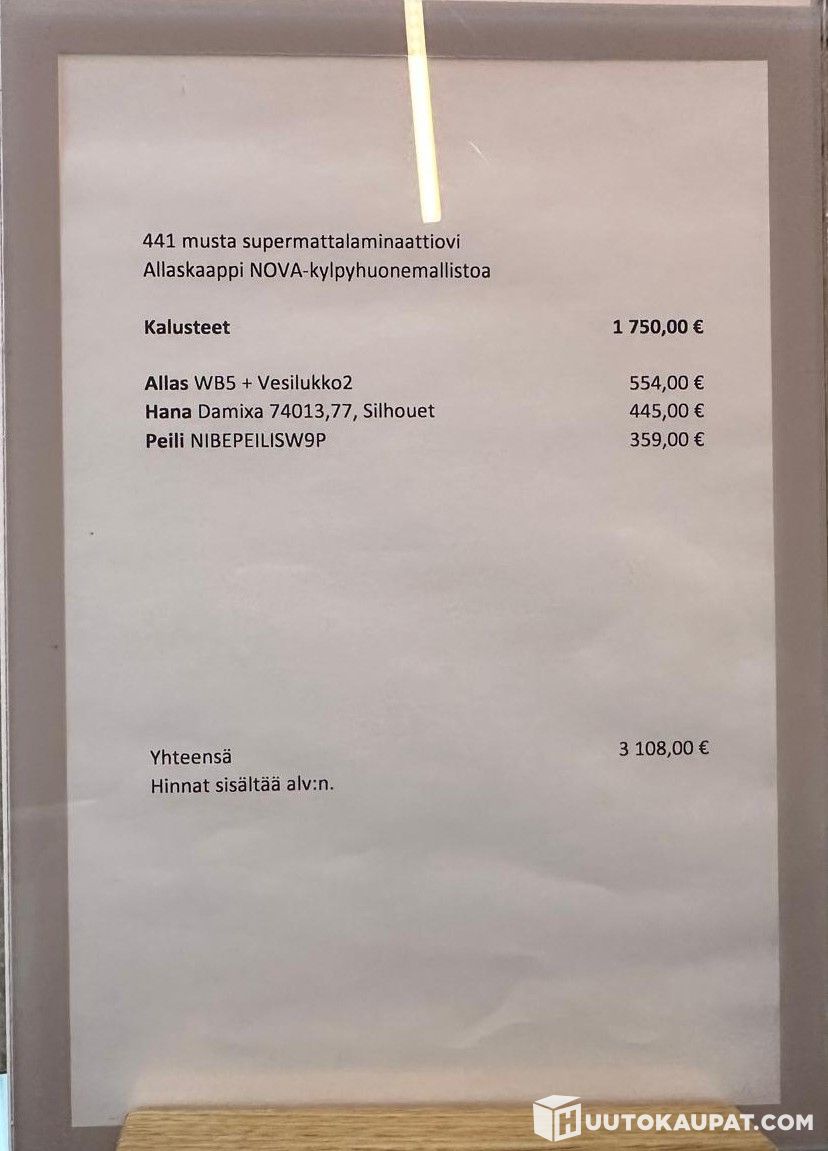 441 musta supermattalaminaattiovi
Allaskaappi NOVA-kylpyhuonemallistoa
Kalusteet 1 750,00 €
Allas WB5 + Vesilukko2 554,00 €
Hana Damixa 74013,77, Silhouet 445,00 €
Peili NIBEPEILISW9P 359,00 €
Yhteensä 3 108,00 €
Hinnat sisältää alv:n.
HUUTOKAUPAT.COM